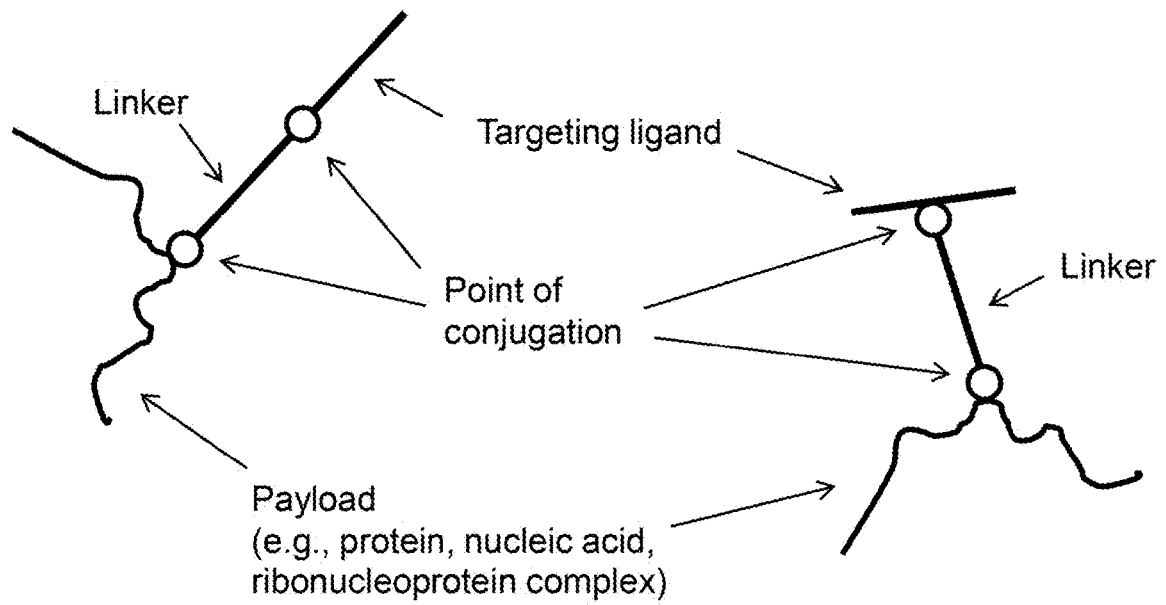 Linker
Targeting ligand
Linker
Point of
conjugation
Payload
(e.g., protein, nucleic acid,
ribonucleoprotein complex)